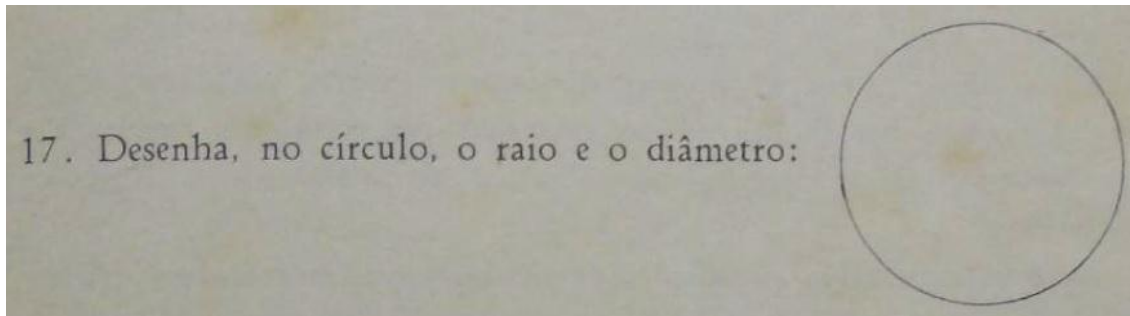 17. Desenha, no círculo, o raio e o diâmetro: